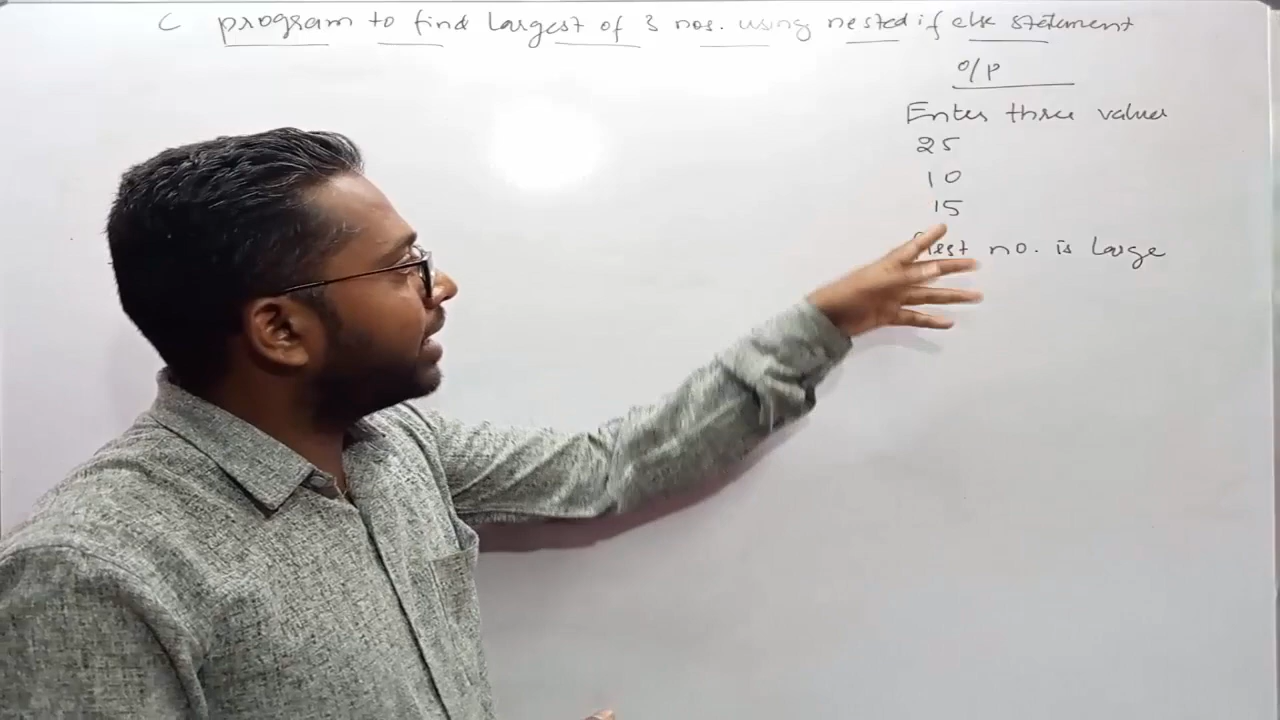 C program to find largest of 3 nos. using nested if else statement
O/P
Enter three values
25
10
15
no. is large